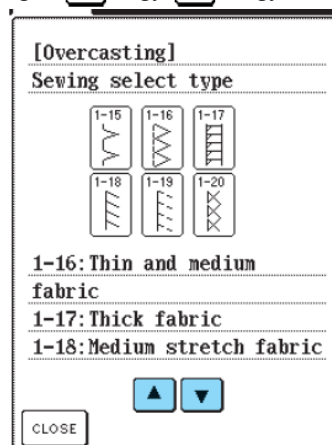 [Overcasting]
Sewing select type
1-15 1-16 1-17
1-18 1-19 1-20
1-16:Thin and medium
fabric
1-17:Thick fabric
1-18:Medium stretch fabric
CLOSE